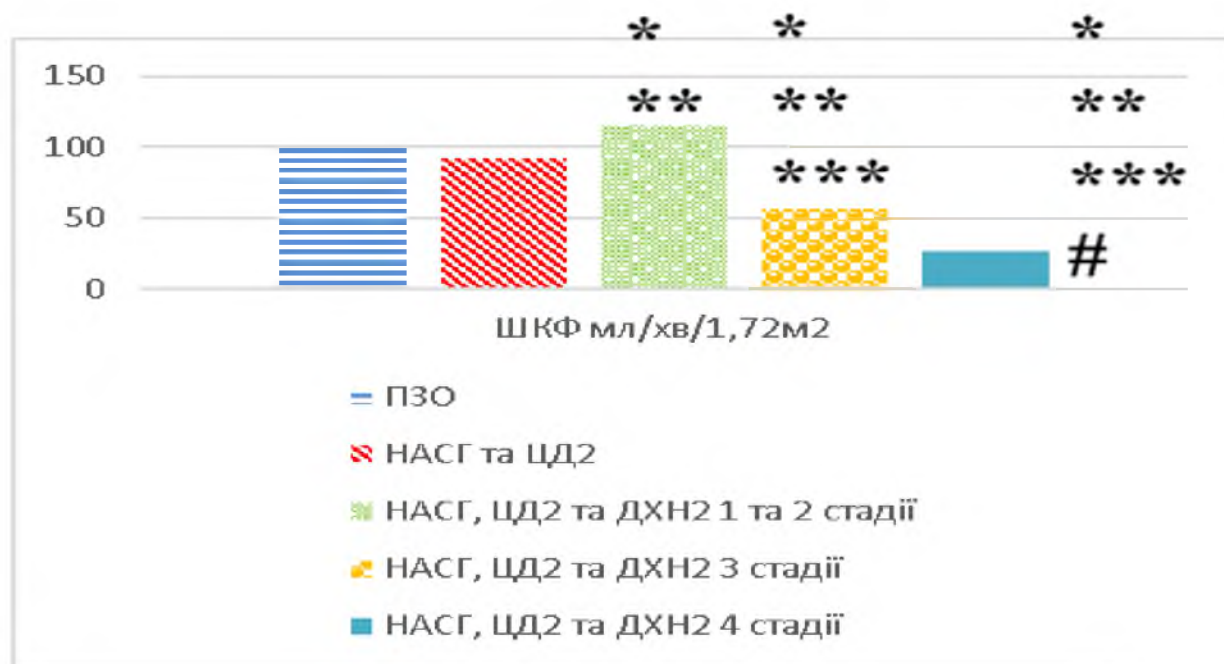 * * *
150
** ** **
100
*** ***
50
#
0
ШКФ мл/хв/1,72м2
ПЗО
НАСГ та ЦД2
НАСГ, ЦД2 та ДХН2 1 та 2 стадії
НАСГ, ЦД2 та ДХН2 3 стадії
НАСГ, ЦД2 та ДХН2 4 стадії